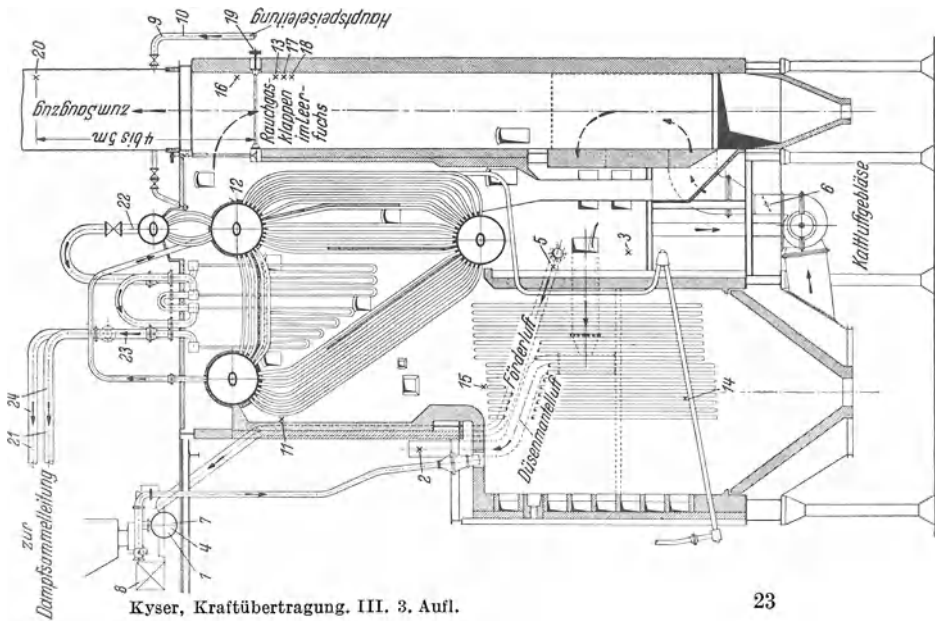 20
zum Saugzug
4 bis 5m
9
10
Hauptspeiseleitung
19
16
13
17
18
Rauchgas-
klappen
im Leer-
fuchs
22
12
6
Kaltluftgebläse
5
3
23
24
21
zur
Dampfsammelleitung
11
15
Förderluft
Düsenmantelluft
14
2
8
7
4
1
Kyser, Kraftübertragung. III. 3. Aufl.
23